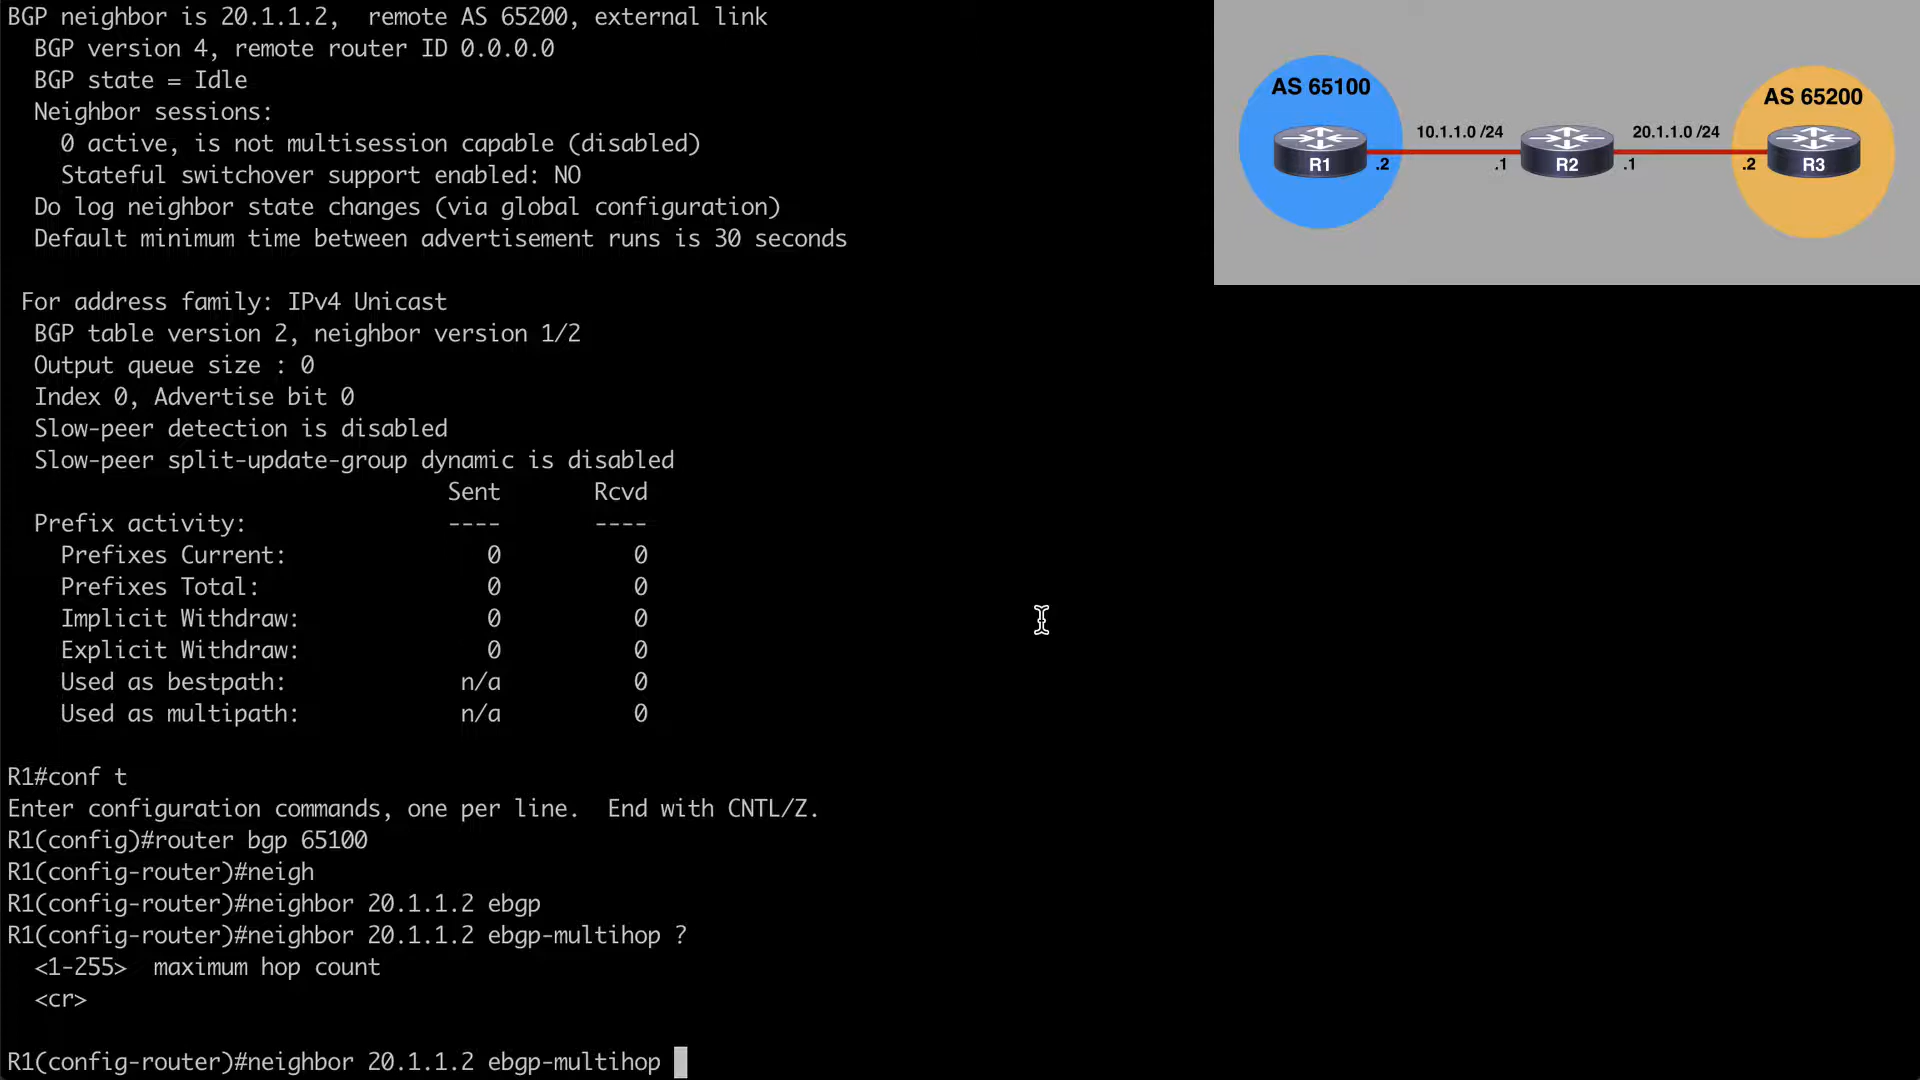 BGP neighbor is 20.1.1.2,  remote AS 65200, external link
BGP version 4, remote router ID 0.0.0.0
BGP state = Idle
Neighbor sessions:
0 active, is not multisession capable (disabled)
Stateful switchover support enabled: NO
Do log neighbor state changes (via global configuration)
Default minimum time between advertisement runs is 30 seconds
For address family: IPv4 Unicast
BGP table version 2, neighbor version 1/2
Output queue size : 0
Index 0, Advertise bit 0
Slow-peer detection is disabled
Slow-peer split-update-group dynamic is disabled
Sent Rcvd
Prefix activity: ---- ----
Prefixes Current: 0 0
Prefixes Total: 0 0
Implicit Withdraw: 0 0
Explicit Withdraw: 0 0
Used as bestpath: n/a 0
Used as multipath: n/a 0
R1#conf t
Enter configuration commands, one per line.  End with CNTL/Z.
R1(config)#router bgp 65100
R1(config-router)#neigh
R1(config-router)#neighbor 20.1.1.2 ebgp
R1(config-router)#neighbor 20.1.1.2 ebgp-multihop ?
<1-255>  maximum hop count
<cr>
R1(config-router)#neighbor 20.1.1.2 ebgp-multihop
AS 65100
AS 65200
10.1.1.0 /24
20.1.1.0 /24
R1 .2 .1 R2 .1 .2 R3